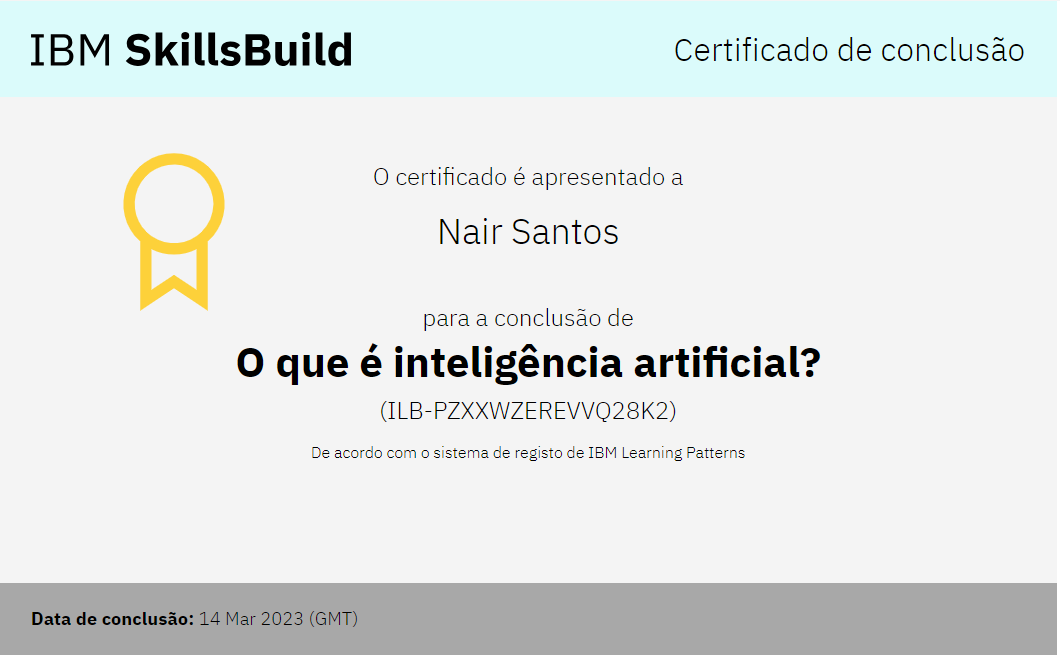 IBM SkillsBuild
Certificado de conclusão
O certificado é apresentado a
Nair Santos
para a conclusão de
O que é inteligência artificial?
(ILB-PZXXWZEREVVQ28K2)
De acordo com o sistema de registo de IBM Learning Patterns
Data de conclusão: 14 Mar 2023 (GMT)